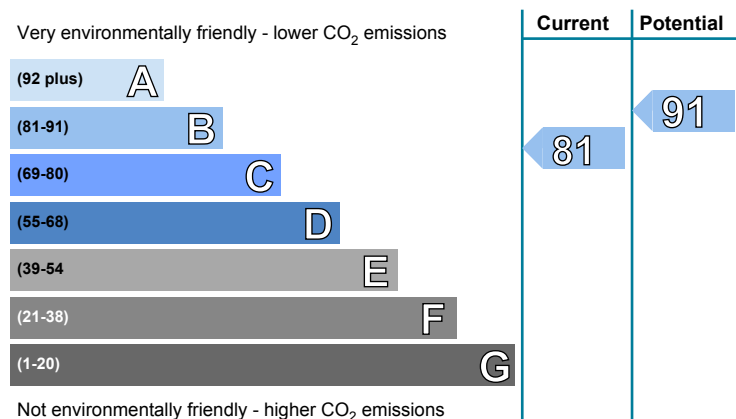 Very environmentally friendly - lower CO₂ emissions
Current
Potential
(92 plus) A
(81-91) B
(69-80) C
(55-68) D
(39-54 E
(21-38) F
(1-20) G
81
91
Not environmentally friendly - higher CO₂ emissions